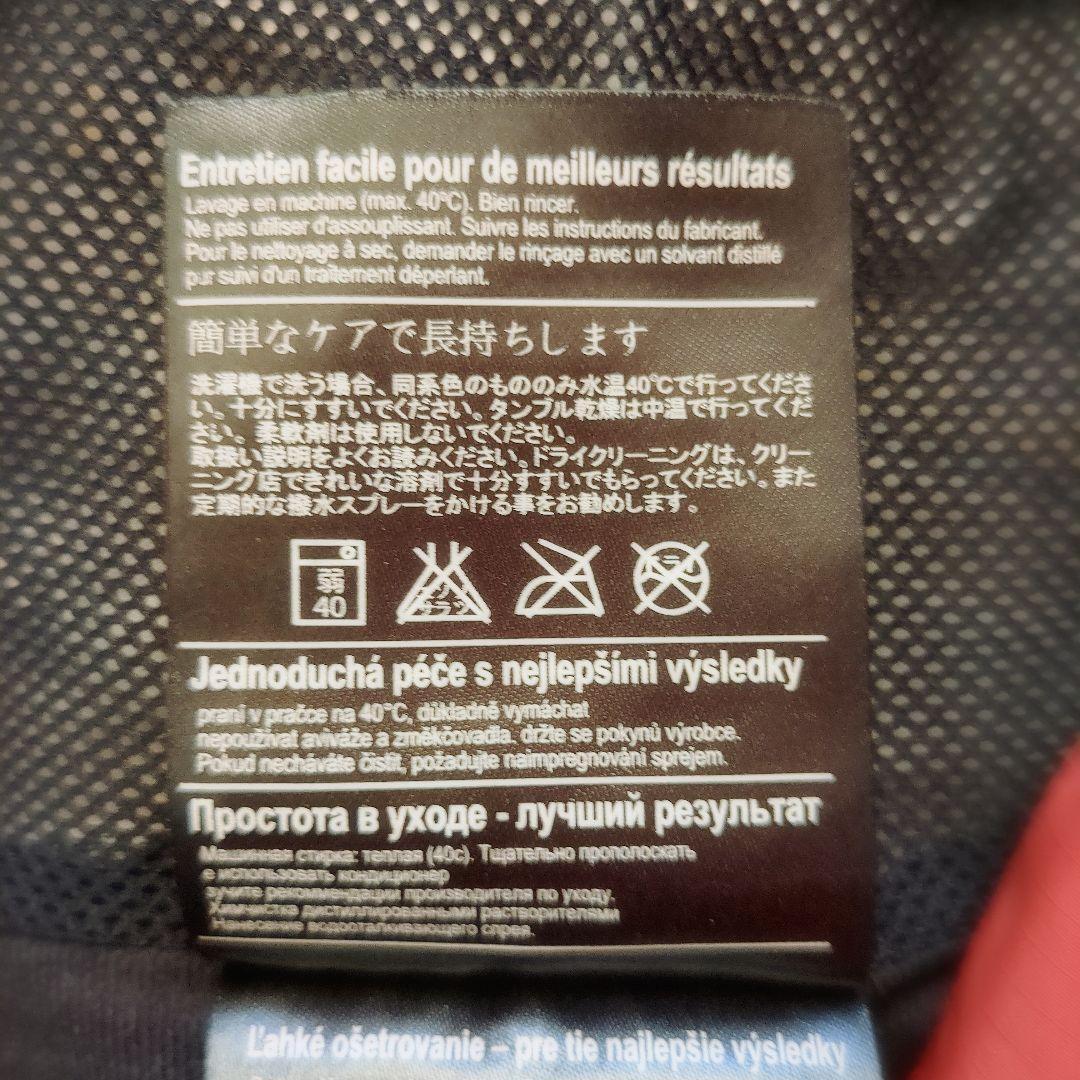 Entretien facile pour de meilleurs résultats
Lavage en machine (max. 40°C). Bien rincer.
Ne pas utiliser d'assouplissant. Suivre les instructions du fabricant.
Pour le nettoyage à sec, demander le rinçage avec un solvant distillé
pur suivi d'un traitement déperlant.
簡単なケアで長持ちします
洗濯機で洗う場合、同系色のもののみ水温40℃で行ってくださ
い。十分にすすいでください。タンブル乾燥は中温で行ってくだ
さい。柔軟剤は使用しないでください。
取扱い説明をよくお読みください。ドライクリーニングは、クリー
ニング店できれいな溶剤で十分すすいでもらってください。また
定期的な撥水スプレーをかける事をお勧めします。
弱
40
サラシ
ドライ
Jednoduchá péče s nejlepšími výsledky
praní v pračce na 40°C, důkladně vymáchat
nepoužívat aviváže a změkčovadla. držte se pokynů výrobce.
Pokud necháváte čistit, požadujte naimpregnování sprejem.
Простота в уходе - лучший результат
Машинная стирка: теплая (40с). Тщательно прополоскать
е использовать кондиционер
рекомендации производителя по уходу.
дистиллированными растворителями
водоотталкивающего спрея.
Ľahké ošetrovanie – pre tie najlepšie výsledky